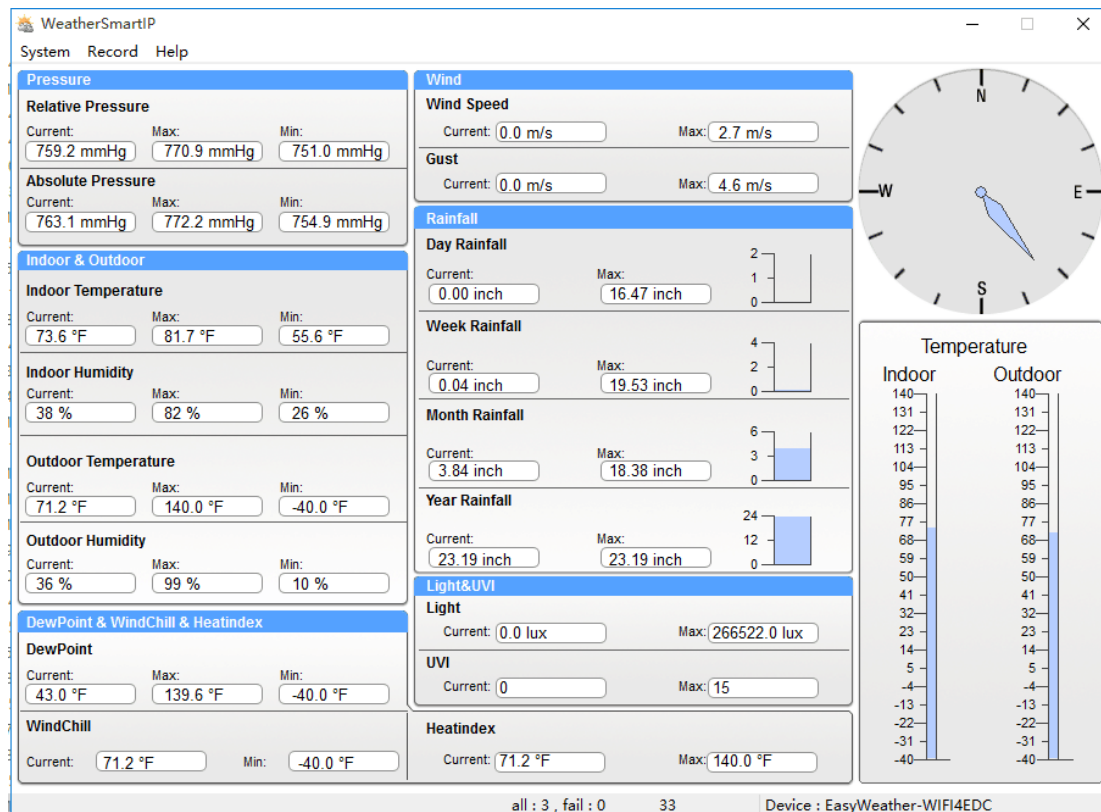 WeatherSmartIP
System Record Help
Pressure
Relative Pressure
Current: Max: Min:
759.2 mmHg 770.9 mmHg 751.0 mmHg
Absolute Pressure
Current: Max: Min:
763.1 mmHg 772.2 mmHg 754.9 mmHg
Indoor & Outdoor
Indoor Temperature
Current: Max: Min:
73.6 °F 81.7 °F 55.6 °F
Indoor Humidity
Current: Max: Min:
38 % 82 % 26 %
Outdoor Temperature
Current: Max: Min:
71.2 °F 140.0 °F -40.0 °F
Outdoor Humidity
Current: Max: Min:
36 % 99 % 10 %
DewPoint & WindChill & Heatindex
DewPoint
Current: Max: Min:
43.0 °F 139.6 °F -40.0 °F
WindChill
Current: 71.2 °F Min: -40.0 °F
Wind
Wind Speed
Current: 0.0 m/s Max: 2.7 m/s
Gust
Current: 0.0 m/s Max: 4.6 m/s
Rainfall
Day Rainfall
Current: Max:
0.00 inch 16.47 inch
2
1
0
Week Rainfall
Current: Max:
0.04 inch 19.53 inch
4
2
0
Month Rainfall
Current: Max:
3.84 inch 18.38 inch
6
3
0
Year Rainfall
Current: Max:
23.19 inch 23.19 inch
24
12
0
Light&UVI
Light
Current: 0.0 lux Max: 266522.0 lux
UVI
Current: 0 Max: 15
Heatindex
Current: 71.2 °F Max: 140.0 °F
N
W E
S
Temperature
Indoor Outdoor
140 140
131 131
122 122
113 113
104 104
95 95
86 86
77 77
68 68
59 59
50 50
41 41
32 32
23 23
14 14
5 5
-4 -4
-13 -13
-22 -22
-31 -31
-40 -40
all : 3 , fail : 0 33 Device : EasyWeather-WIFI4EDC